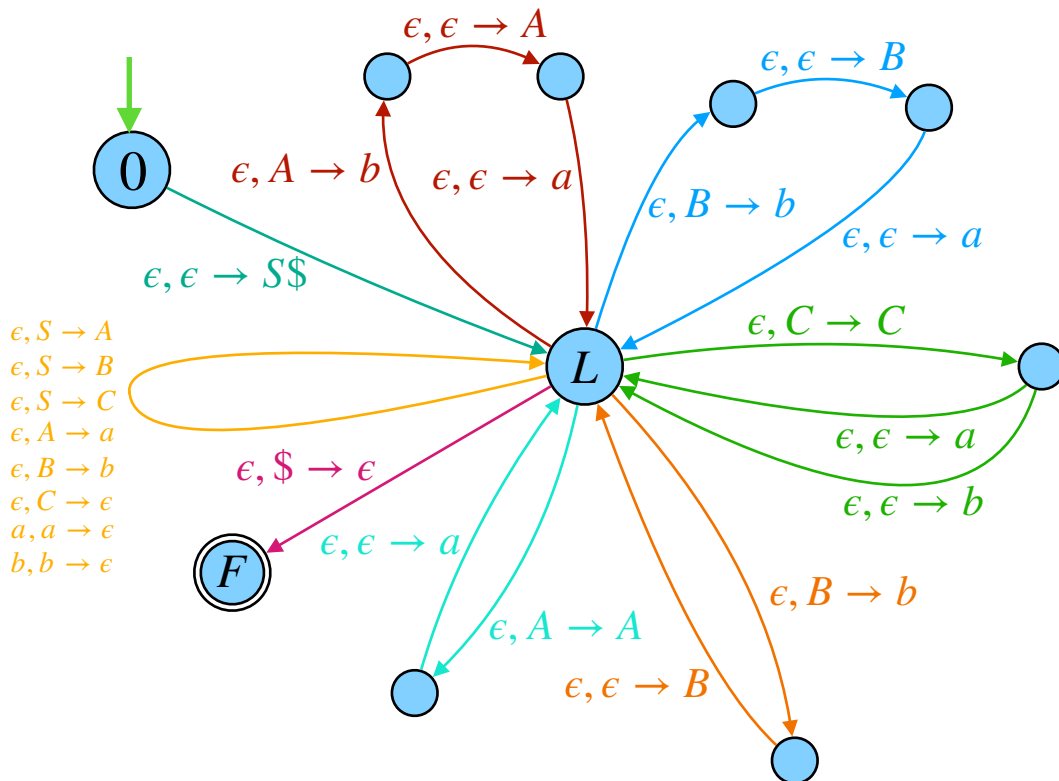 ϵ, ϵ → A
ϵ, ϵ → B
0
ϵ, A → b
ϵ, ϵ → a
ϵ, B → b
ϵ, ϵ → a
ϵ, ϵ → S$
ϵ, S → A
ϵ, S → B
ϵ, S → C
ϵ, A → a
ϵ, B → b
ϵ, C → ϵ
a, a → ϵ
b, b → ϵ
L
ϵ, C → C
ϵ, ϵ → a
ϵ, ϵ → b
ϵ, $ → ϵ
F
ϵ, ϵ → a
ϵ, A → A
ϵ, B → b
ϵ, ϵ → B